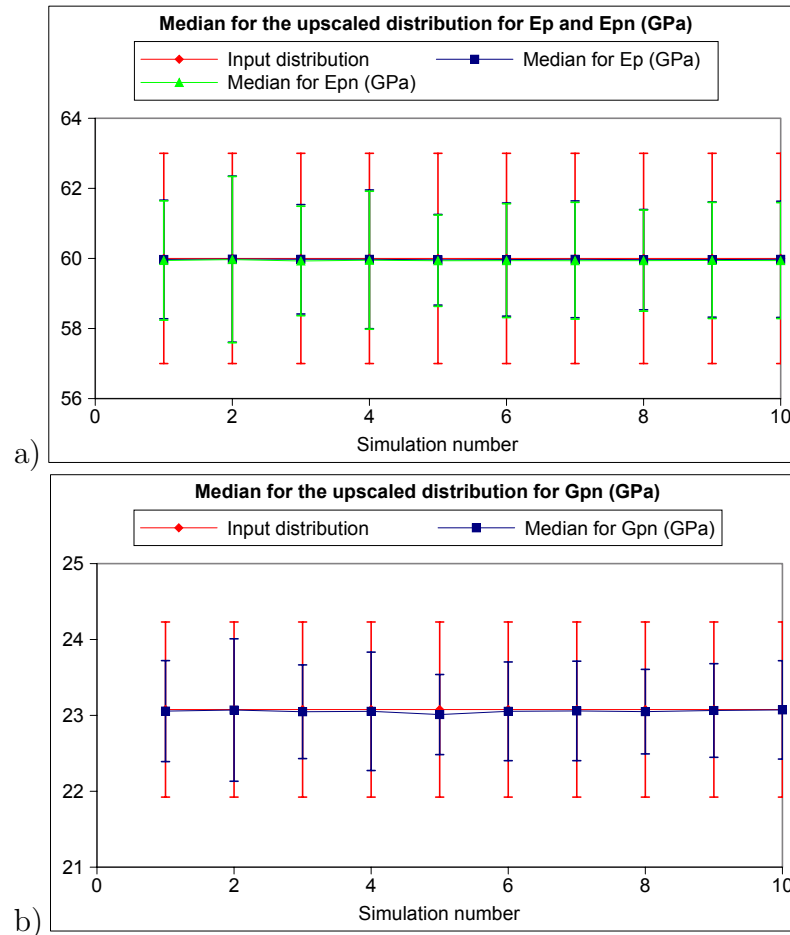 Median for the upscaled distribution for Ep and Epn (GPa)
Input distribution Median for Ep (GPa)
Median for Epn (GPa)
64
62
60
58
56
0 2 4 6 8 10
Simulation number
a)
Median for the upscaled distribution for Gpn (GPa)
Input distribution Median for Gpn (GPa)
25
24
23
22
21
0 2 4 6 8 10
Simulation number
b)